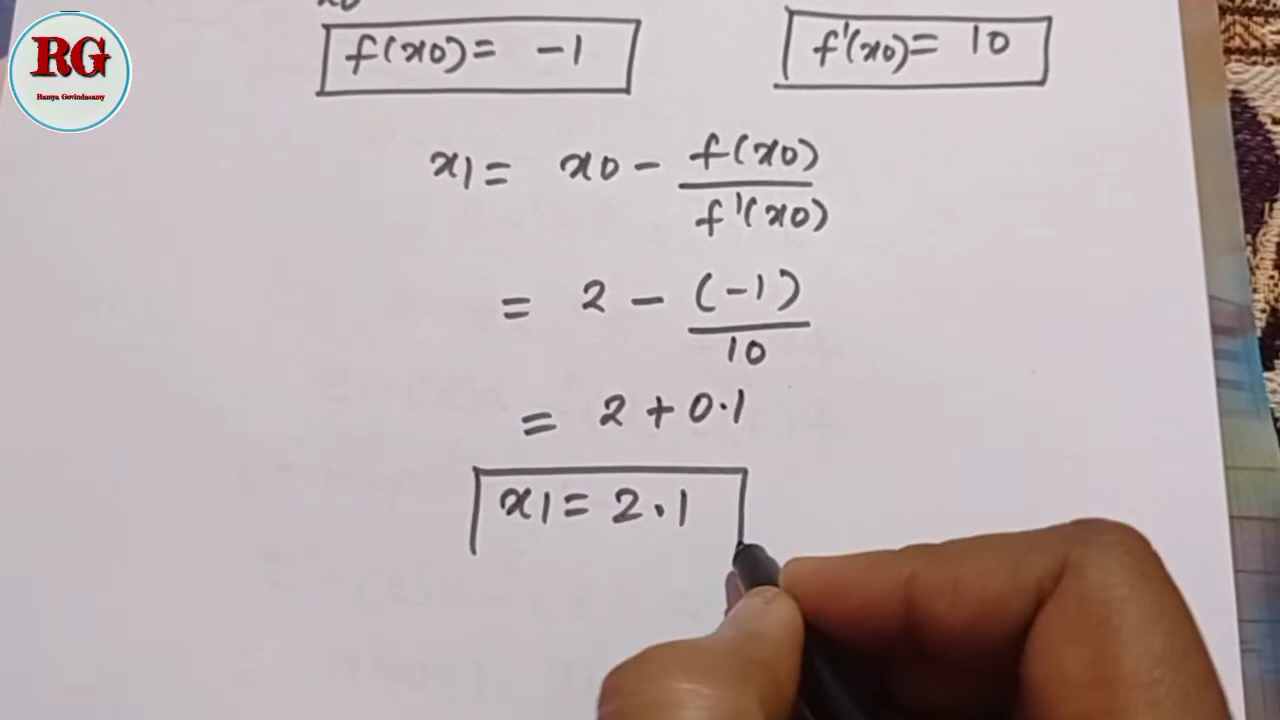 RG
Ramya Govindasamy
x0
f(x0) = -1
f'(x0) = 10
x1 = x0 - f(x0)
f'(x0)
= 2 - (-1)
10
= 2 + 0.1
x1 = 2.1